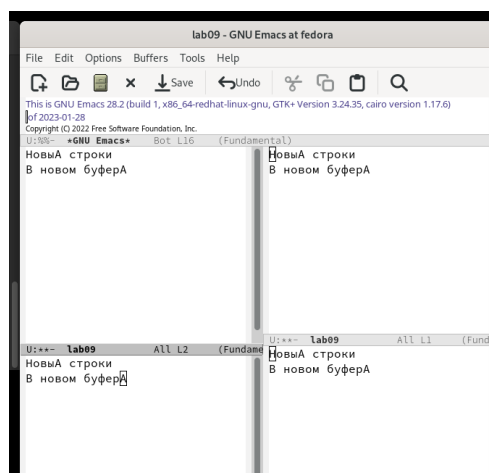 lab09 - GNU Emacs at fedora
File Edit Options Buffers Tools Help
Save Undo
This is GNU Emacs 28.2 (build 1, x86_64-redhat-linux-gnu, GTK+ Version 3.24.35, cairo version 1.17.6)
of 2023-01-28
Copyright (C) 2022 Free Software Foundation, Inc.
U:%%- *GNU Emacs* Bot L16 (Fundamental)
НовыА строки
В новом буферА
U:**- lab09 All L2 (Fundame
НовыА строки
В новом буферА
НовыА строки
В новом буферА
U:**- lab09 All L1 (Fund
НовыА строки
В новом буферА